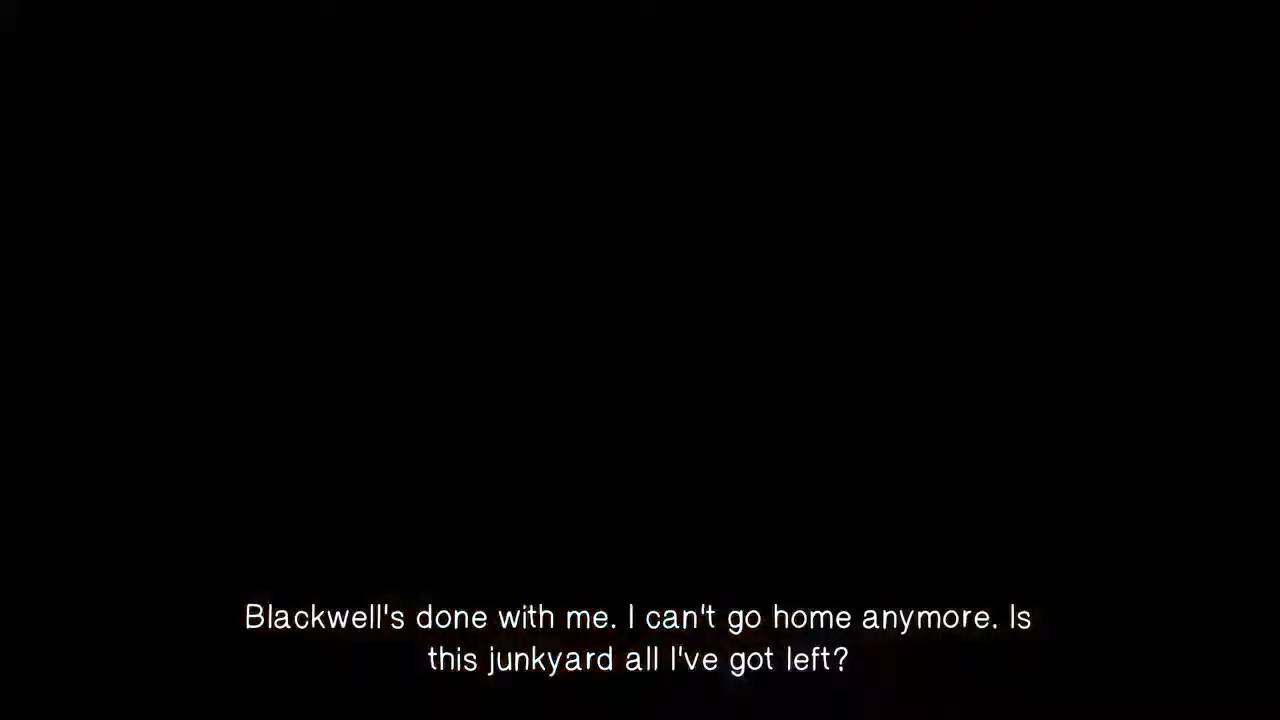 Blackwell's done with me. I can't go home anymore. Is
this junkyard all I've got left?